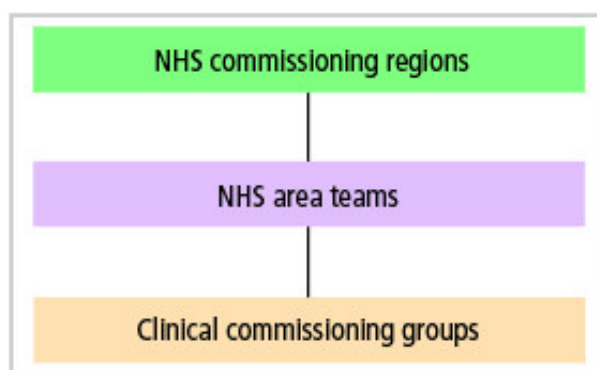 NHS commissioning regions
NHS area teams
Clinical commissioning groups